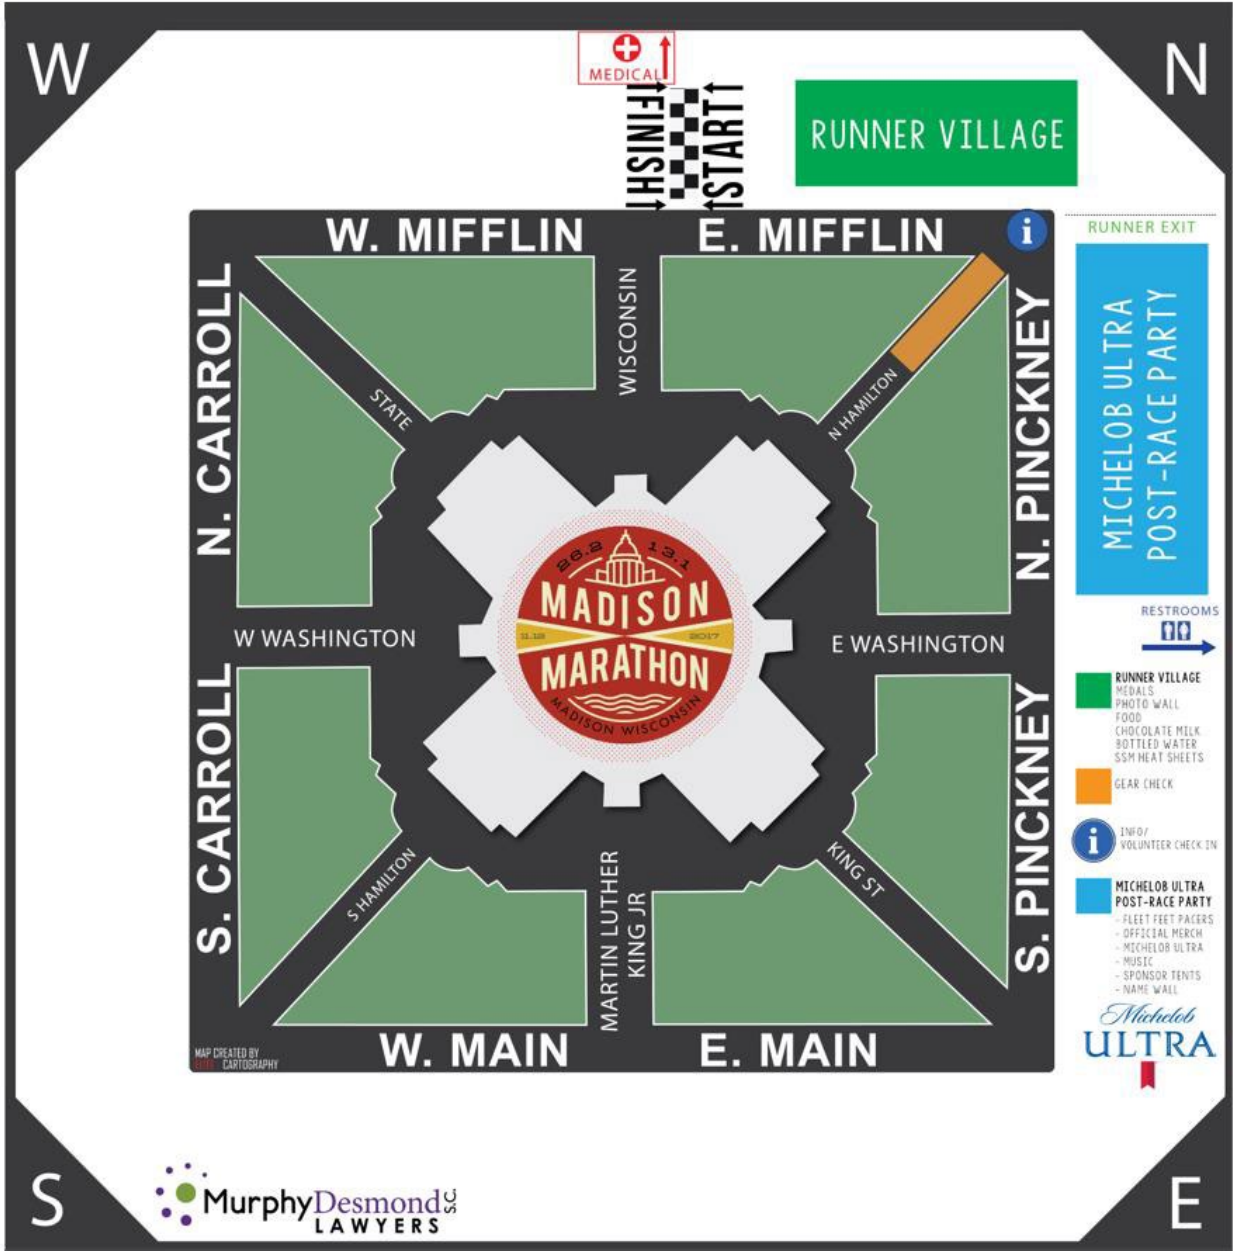 W
N
MEDICAL
FINISH
START
RUNNER VILLAGE
W. MIFFLIN
E. MIFFLIN
i
RUNNER EXIT
N. CARROLL
STATE
WISCONSIN
N HAMILTON
N. PINCKNEY
MICHELOB ULTRA
POST-RACE PARTY
26.2
13.1
MADISON
11.12
2017
MARATHON
MADISON WISCONSIN
W WASHINGTON
E WASHINGTON
RESTROOMS
RUNNER VILLAGE
MEDALS
PHOTO WALL
FOOD
CHOCOLATE MILK
BOTTLED WATER
SSM HEAT SHEETS
GEAR CHECK
i
INFO/
VOLUNTEER CHECK IN
MICHELOB ULTRA
POST-RACE PARTY
- FLEET FEET PACERS
- OFFICIAL MERCH
- MICHELOB ULTRA
- MUSIC
- SPONSOR TENTS
- NAME WALL
Michelob
ULTRA
S. CARROLL
S HAMILTON
MARTIN LUTHER
KING JR
KING ST
S. PINCKNEY
W. MAIN
E. MAIN
MAP CREATED BY
CARTOGRAPHY
S
MurphyDesmond S.C.
LAWYERS
E